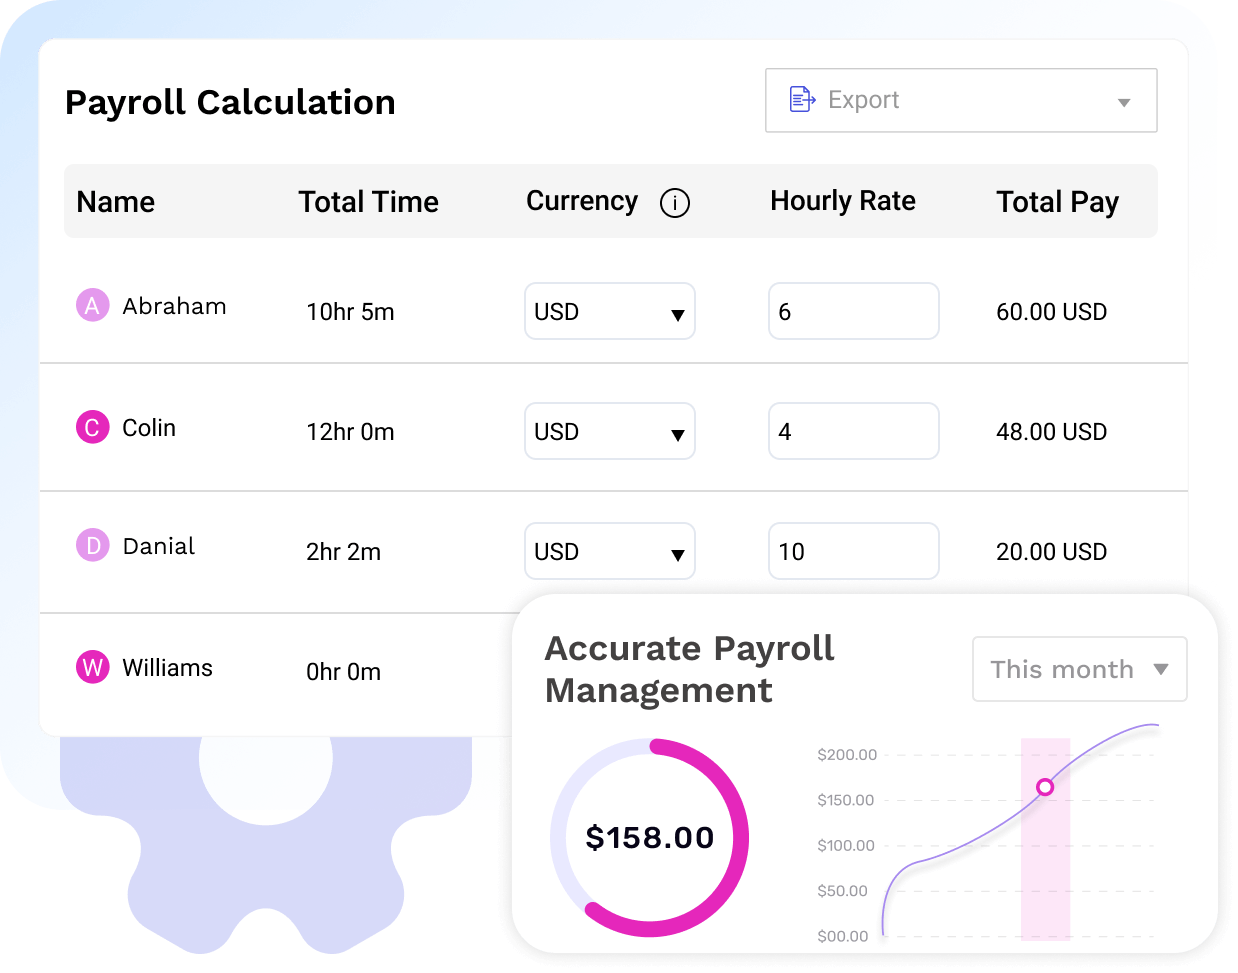 Payroll Calculation
Export
Name Total Time Currency i Hourly Rate Total Pay
A Abraham 10hr 5m USD 6 60.00 USD
C Colin 12hr 0m USD 4 48.00 USD
D Danial 2hr 2m USD 10 20.00 USD
W Williams 0hr 0m
Accurate Payroll
Management
This month
$158.00
$200.00
$150.00
$100.00
$50.00
$00.00